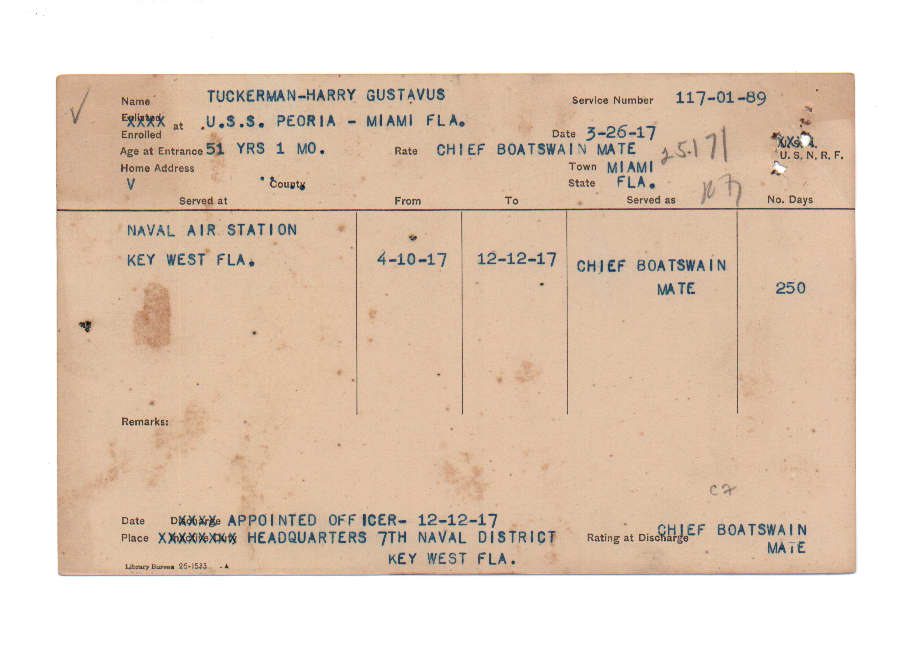 Name TUCKERMAN-HARRY GUSTAVUS Service Number 117-01-89
Enlisted
Enrolled at U.S.S. PEORIA - MIAMI FLA. Date 3-26-17
Age at Entrance 51 YRS 1 MO. Rate CHIEF BOATSWAIN MATE U.S.N.R.F.
Home Address Town MIAMI
V County State FLA.
Served at From To Served as No. Days
NAVAL AIR STATION
KEY WEST FLA. 4-10-17 12-12-17 CHIEF BOATSWAIN
MATE 250
Remarks:
C7
Date Discharge APPOINTED OFFICER- 12-12-17
Place HEADQUARTERS 7TH NAVAL DISTRICT Rating at Discharge CHIEF BOATSWAIN
KEY WEST FLA. MATE
Library Bureau 26-1523